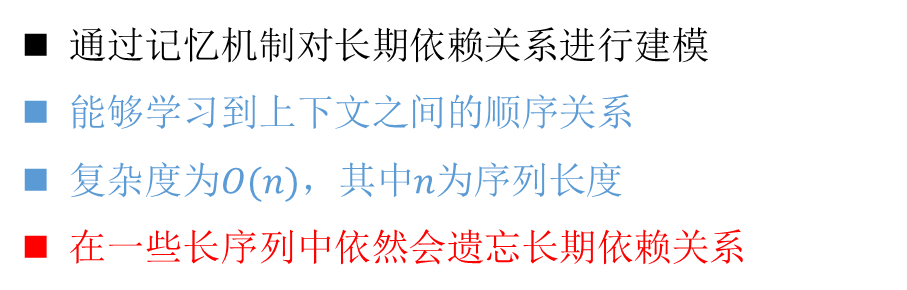 ■ 通过记忆机制对长期依赖关系进行建模
■ 能够学习到上下文之间的顺序关系
■ 复杂度为O(n)，其中n为序列长度
■ 在一些长序列中依然会遗忘长期依赖关系